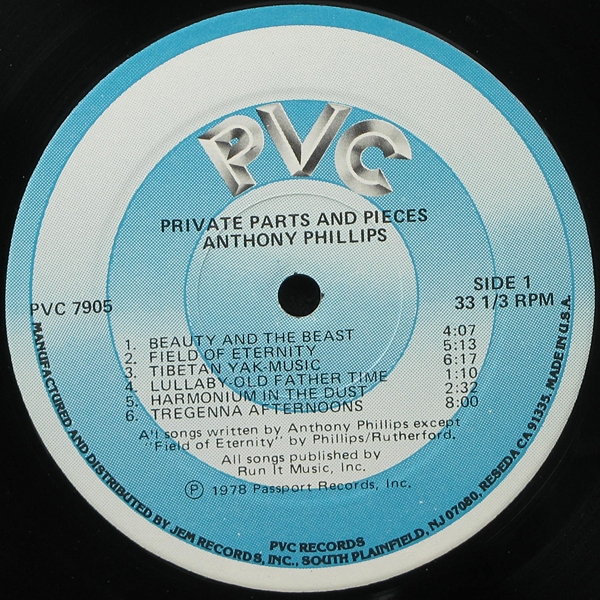 PVC
PRIVATE PARTS AND PIECES
ANTHONY PHILLIPS
PVC 7905
SIDE 1
33 1/3 RPM
1. BEAUTY AND THE BEAST 4:07
2. FIELD OF ETERNITY 5:13
3. TIBETAN YAK-MUSIC 6:17
4. LULLABY-OLD FATHER TIME 1:10
5. HARMONIUM IN THE DUST 2:32
6. TREGENNA AFTERNOONS 8:00
All songs written by Anthony Phillips except
"Field of Eternity" by Phillips/Rutherford.
All songs published by
Run It Music, Inc.
Ⓟ 1978 Passport Records, Inc.
PVC RECORDS
MANUFACTURED AND DISTRIBUTED BY JEM RECORDS, INC., SOUTH PLAINFIELD, NJ 07080, RESEDA CA 91335. MADE IN U.S.A.